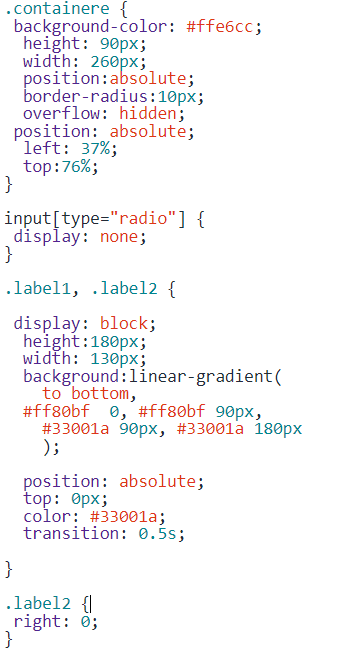 .containere {
background-color: #ffe6cc;
height: 90px;
width: 260px;
position:absolute;
border-radius:10px;
overflow: hidden;
position: absolute;
left: 37%;
top:76%;
}
input[type="radio"] {
display: none;
}
.label1, .label2 {
display: block;
height:180px;
width: 130px;
background:linear-gradient(
to bottom,
#ff80bf  0, #ff80bf 90px,
#33001a 90px, #33001a 180px
);
position: absolute;
top: 0px;
color: #33001a;
transition: 0.5s;
}
.label2 {
right: 0;
}